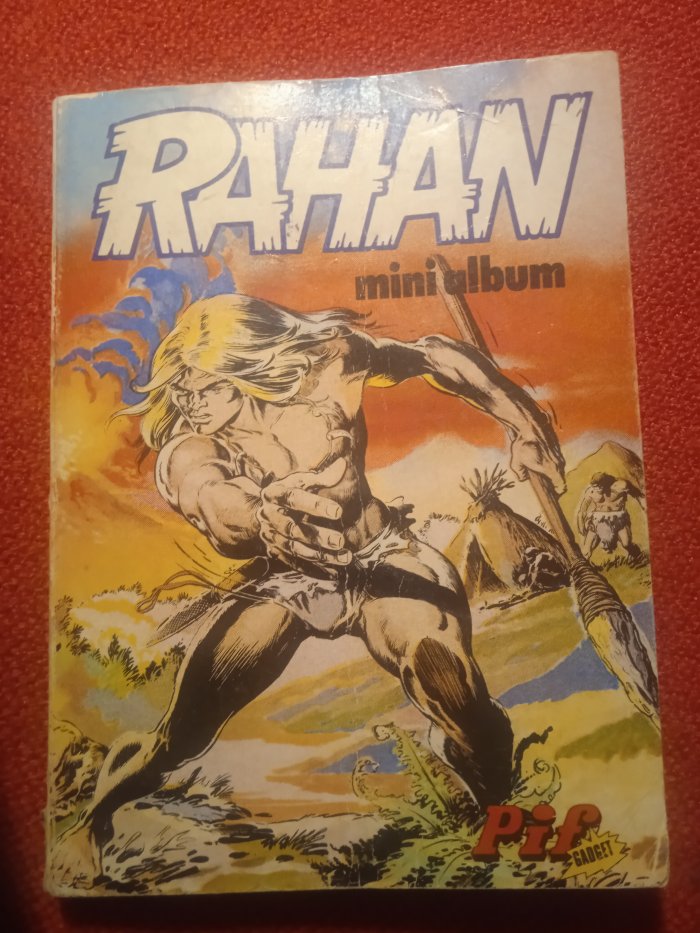 RAHAN
mini album
Pif
GADGET